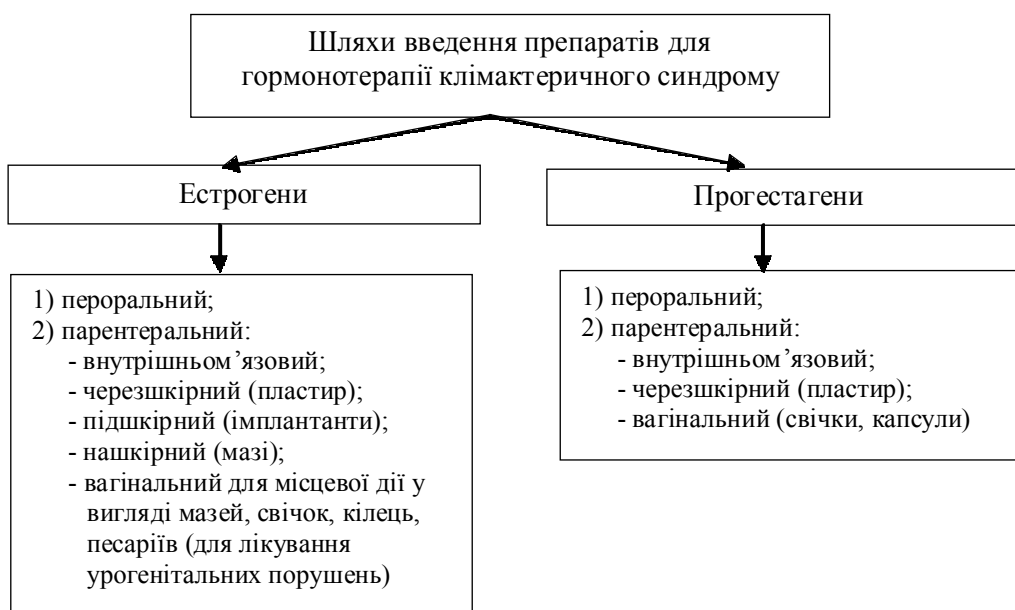 Шляхи введення препаратів для
гормонотерапії клімактеричного синдрому
Естрогени
Прогестагени
1) пероральний;
2) парентеральний:
- внутрішньом’язовий;
- черезшкірний (пластир);
- підшкірний (імплантанти);
- нашкірний (мазі);
- вагінальний для місцевої дії у
вигляді мазей, свічок, кілець,
песаріїв (для лікування
урогенітальних порушень)
1) пероральний;
2) парентеральний:
- внутрішньом’язовий;
- черезшкірний (пластир);
- вагінальний (свічки, капсули)